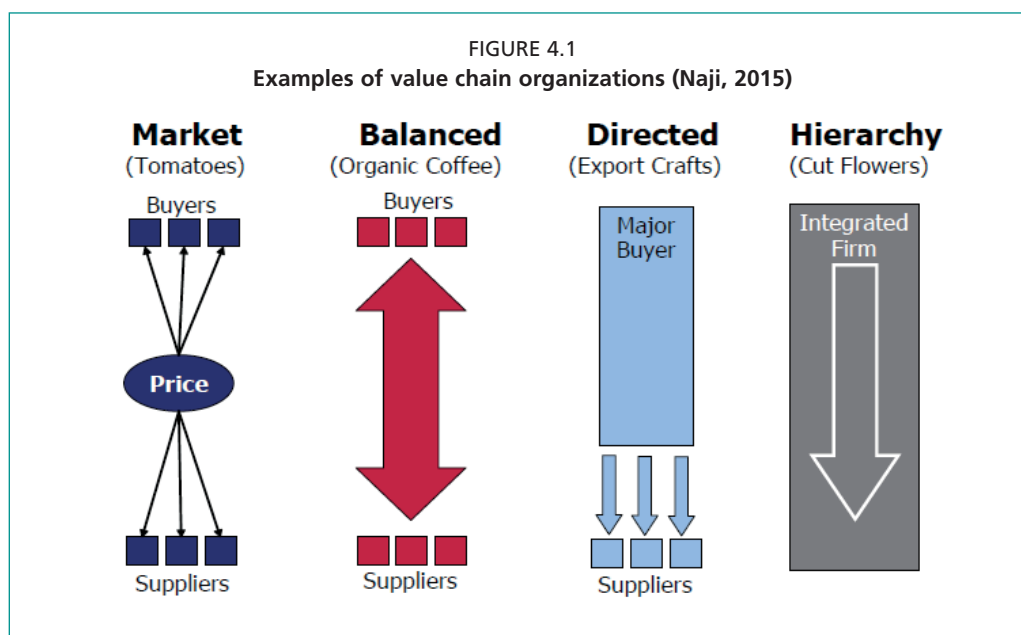 FIGURE 4.1
Examples of value chain organizations (Naji, 2015)
Market
(Tomatoes)
Buyers
Price
Suppliers
Balanced
(Organic Coffee)
Buyers
Suppliers
Directed
(Export Crafts)
Major
Buyer
Suppliers
Hierarchy
(Cut Flowers)
Integrated
Firm